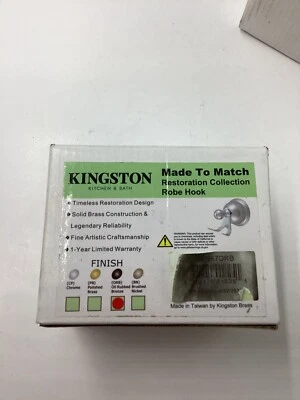 KINGSTON
KITCHEN & BATH
Made To Match
Restoration Collection
Robe Hook
Timeless Restoration Design
Solid Brass Construction &
Legendary Reliability
Fine Artistic Craftsmanship
1-Year Limited Warranty
FINISH
(CP) Chrome
(PB) Polished Brass
(ORB) Oil Rubbed Bronze
(BN) Brushed Nickel
Made in Taiwan by Kingston Brass